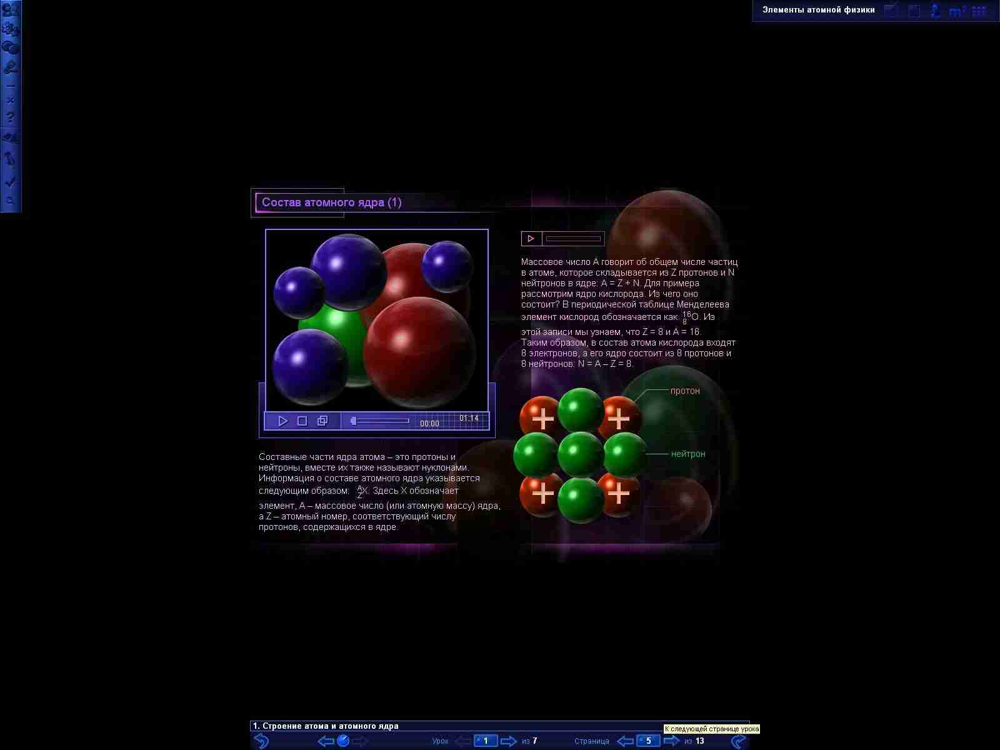 Элементы атомной физики
m²
Состав атомного ядра (1)
00:00
01:14
Составные части ядра атома – это протоны и
нейтроны, вместе их также называют нуклонами.
Информация о составе атомного ядра указывается
следующим образом: A Z X. Здесь X обозначает
элемент, A – массовое число (или атомную массу) ядра,
а Z – атомный номер, соответствующий числу
протонов, содержащихся в ядре.
Массовое число A говорит об общем числе частиц
в атоме, которое складывается из Z протонов и N
нейтронов в ядре: A = Z + N. Для примера
рассмотрим ядро кислорода. Из чего оно
состоит? В периодической таблице Менделеева
элемент кислород обозначается как 16 8 O. Из
этой записи мы узнаем, что Z = 8 и A = 16.
Таким образом, в состав атома кислорода входят
8 электронов, а его ядро состоит из 8 протонов и
8 нейтронов: N = A – Z = 8.
протон
нейтрон
1. Строение атома и атомного ядра
К следующей странице урока
Урок 1 из 7 Страница 5 из 13